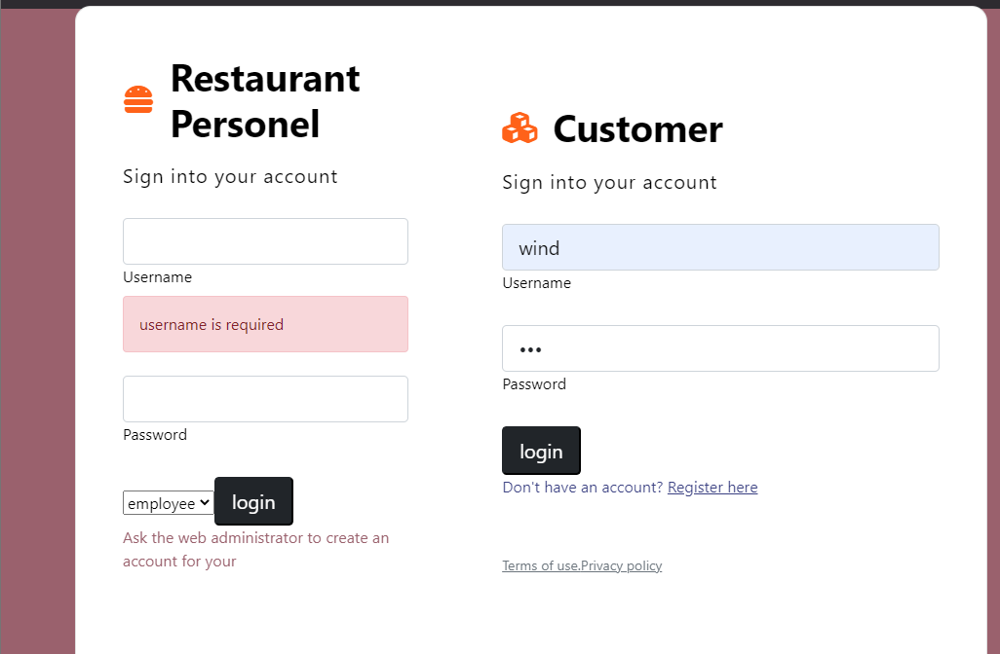 Restaurant
Personel
Sign into your account
Username
username is required
Password
employee
login
Ask the web administrator to create an
account for your
Customer
Sign into your account
wind
Username
•••
Password
login
Don't have an account? Register here
Terms of use.Privacy policy